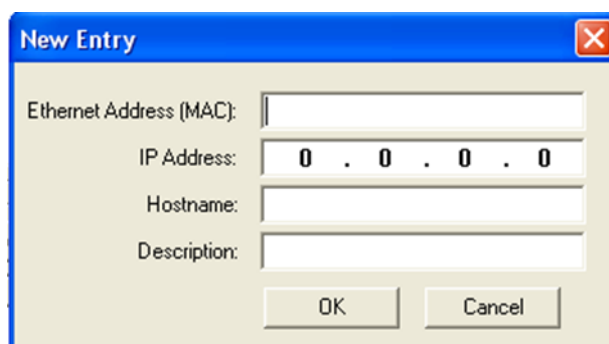 New Entry
Ethernet Address (MAC):
IP Address: 0 . 0 . 0 . 0
Hostname:
Description:
OK Cancel